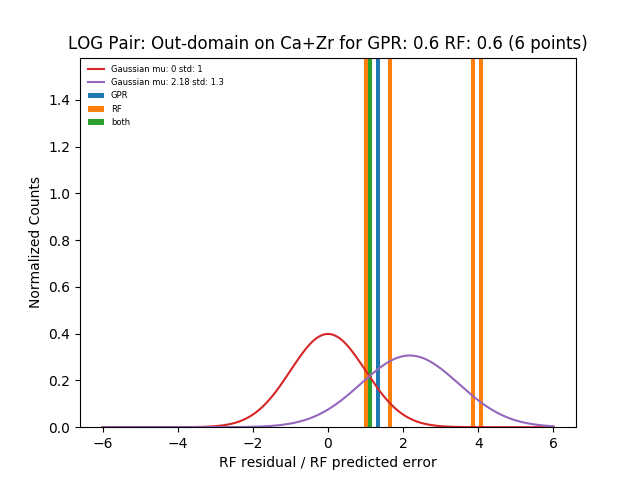 LOG Pair: Out-domain on Ca+Zr for GPR: 0.6 RF: 0.6 (6 points)
Gaussian mu: 0 std: 1
Gaussian mu: 2.18 std: 1.3
GPR
RF
both
Normalized Counts
1.4
1.2
1.0
0.8
0.6
0.4
0.2
0.0
−6 −4 −2 0 2 4 6
RF residual / RF predicted error